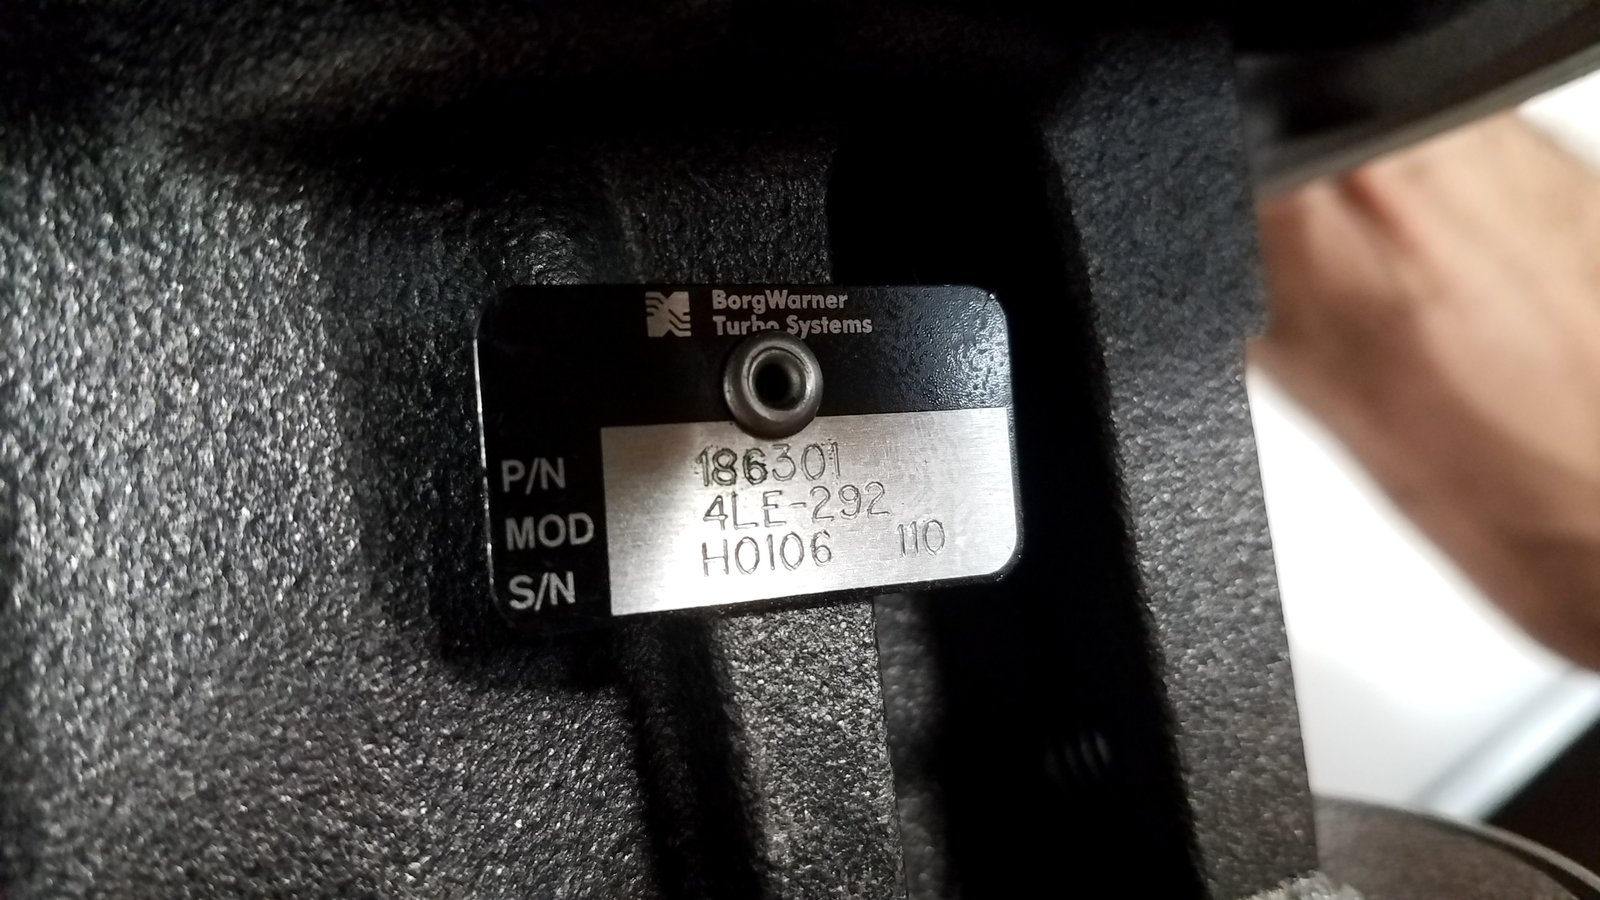 BorgWarner
Turbo Systems
P/N 186301
MOD 4LE-292
S/N H0106 110